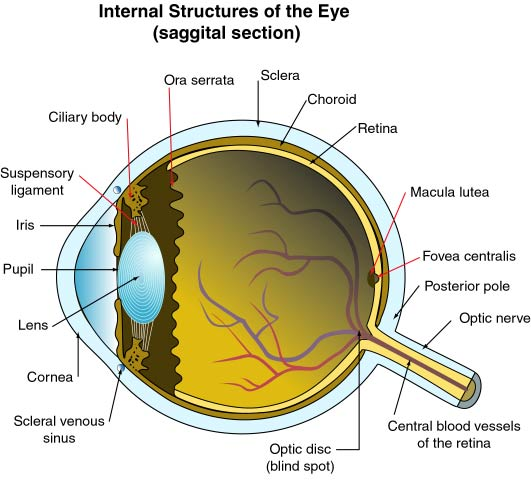 Internal Structures of the Eye
(saggital section)
Ora serrata
Sclera
Choroid
Ciliary body
Retina
Suspensory
ligament
Macula lutea
Iris
Fovea centralis
Pupil
Posterior pole
Optic nerve
Lens
Cornea
Scleral venous
sinus
Central blood vessels
of the retina
Optic disc
(blind spot)